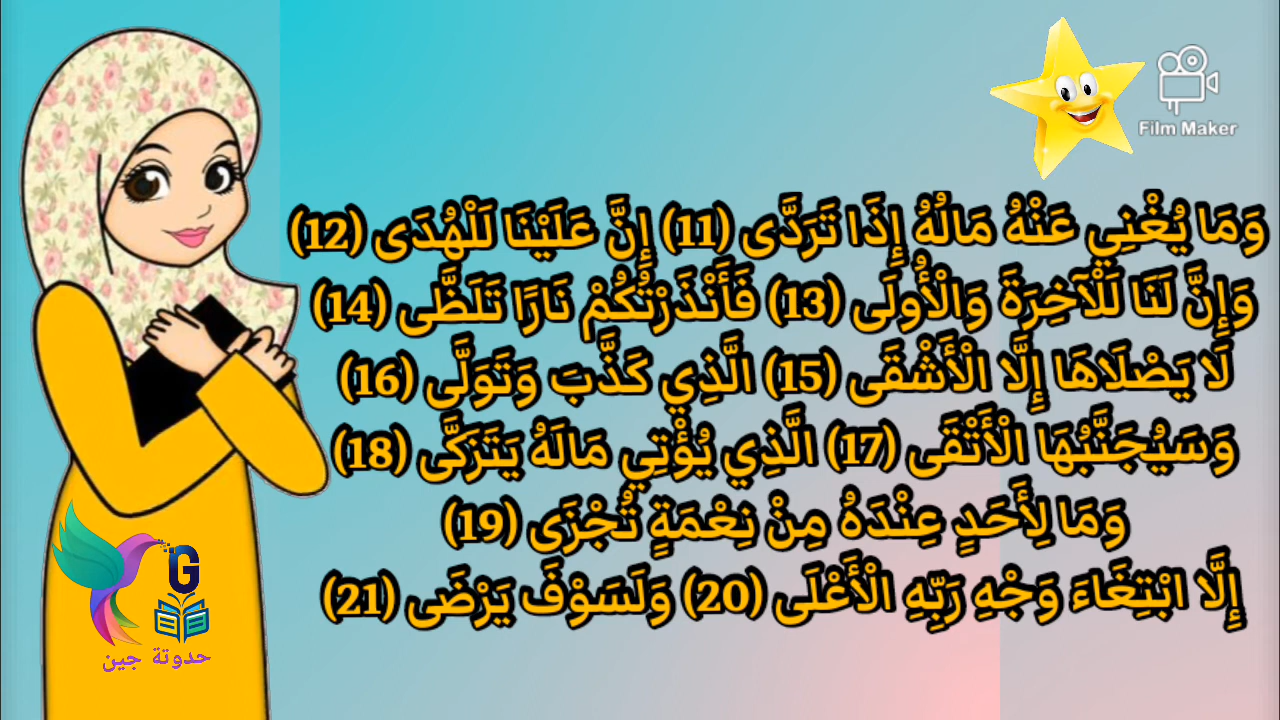 Film Maker
وَمَا يُغْنِي عَنْهُ مَالُهُ إِذَا تَرَدَّى (11) إِنَّ عَلَيْنَا لَلْهُدَى (12)
وَإِنَّ لَنَا لَلْآخِرَةَ وَالْأُولَى (13) فَأَنْذَرْتُكُمْ نَارًا تَلَظَّى (14)
لَا يَصْلَاهَا إِلَّا الْأَشْقَى (15) الَّذِي كَذَّبَ وَتَوَلَّى (16)
وَسَيُجَنَّبُهَا الْأَتْقَى (17) الَّذِي يُؤْتِي مَالَهُ يَتَزَكَّى (18)
وَمَا لِأَحَدٍ عِنْدَهُ مِنْ نِعْمَةٍ تُجْزَى (19)
إِلَّا ابْتِغَاءَ وَجْهِ رَبِّهِ الْأَعْلَى (20) وَلَسَوْفَ يَرْضَى (21)
G
حدوتة جين